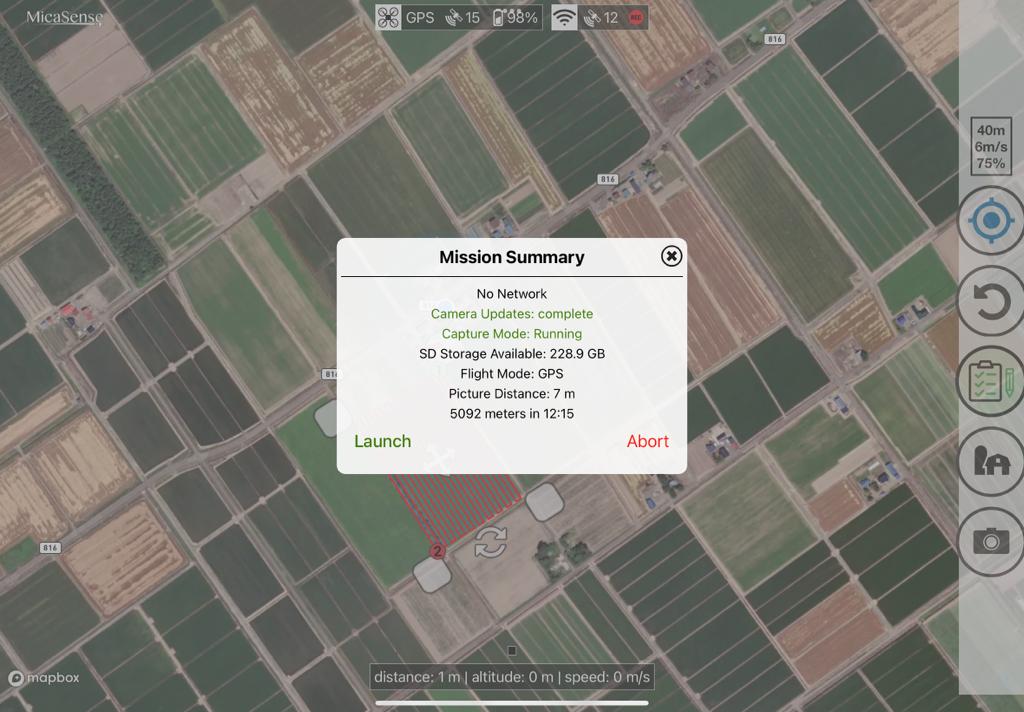 MicaSense
GPS 15 98% 12 REC
816
40m
6m/s
75%
816
Mission Summary
No Network
Camera Updates: complete
Capture Mode: Running
SD Storage Available: 228.9 GB
Flight Mode: GPS
Picture Distance: 7 m
5092 meters in 12:15
Launch Abort
816
2
mapbox
distance: 1 m | altitude: 0 m | speed: 0 m/s